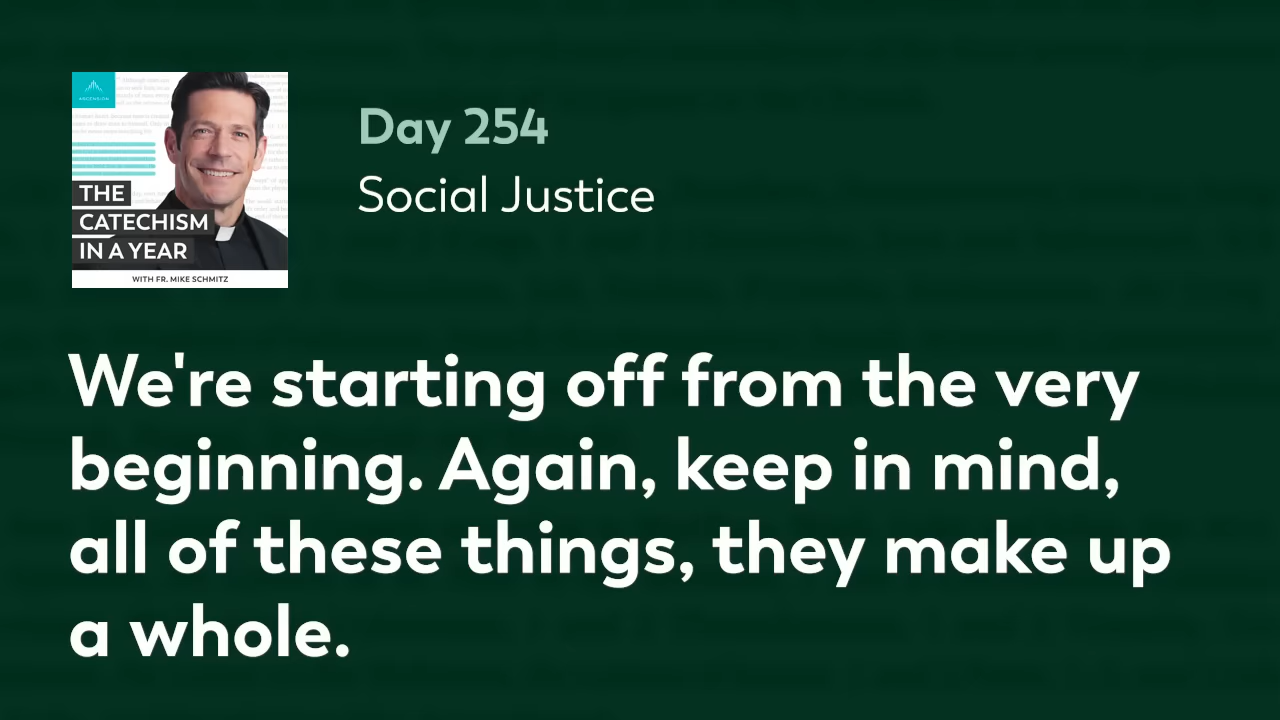 ASCENSION
THE
CATECHISM
IN A YEAR
WITH FR. MIKE SCHMITZ
Day 254
Social Justice
We're starting off from the very
beginning. Again, keep in mind,
all of these things, they make up
a whole.